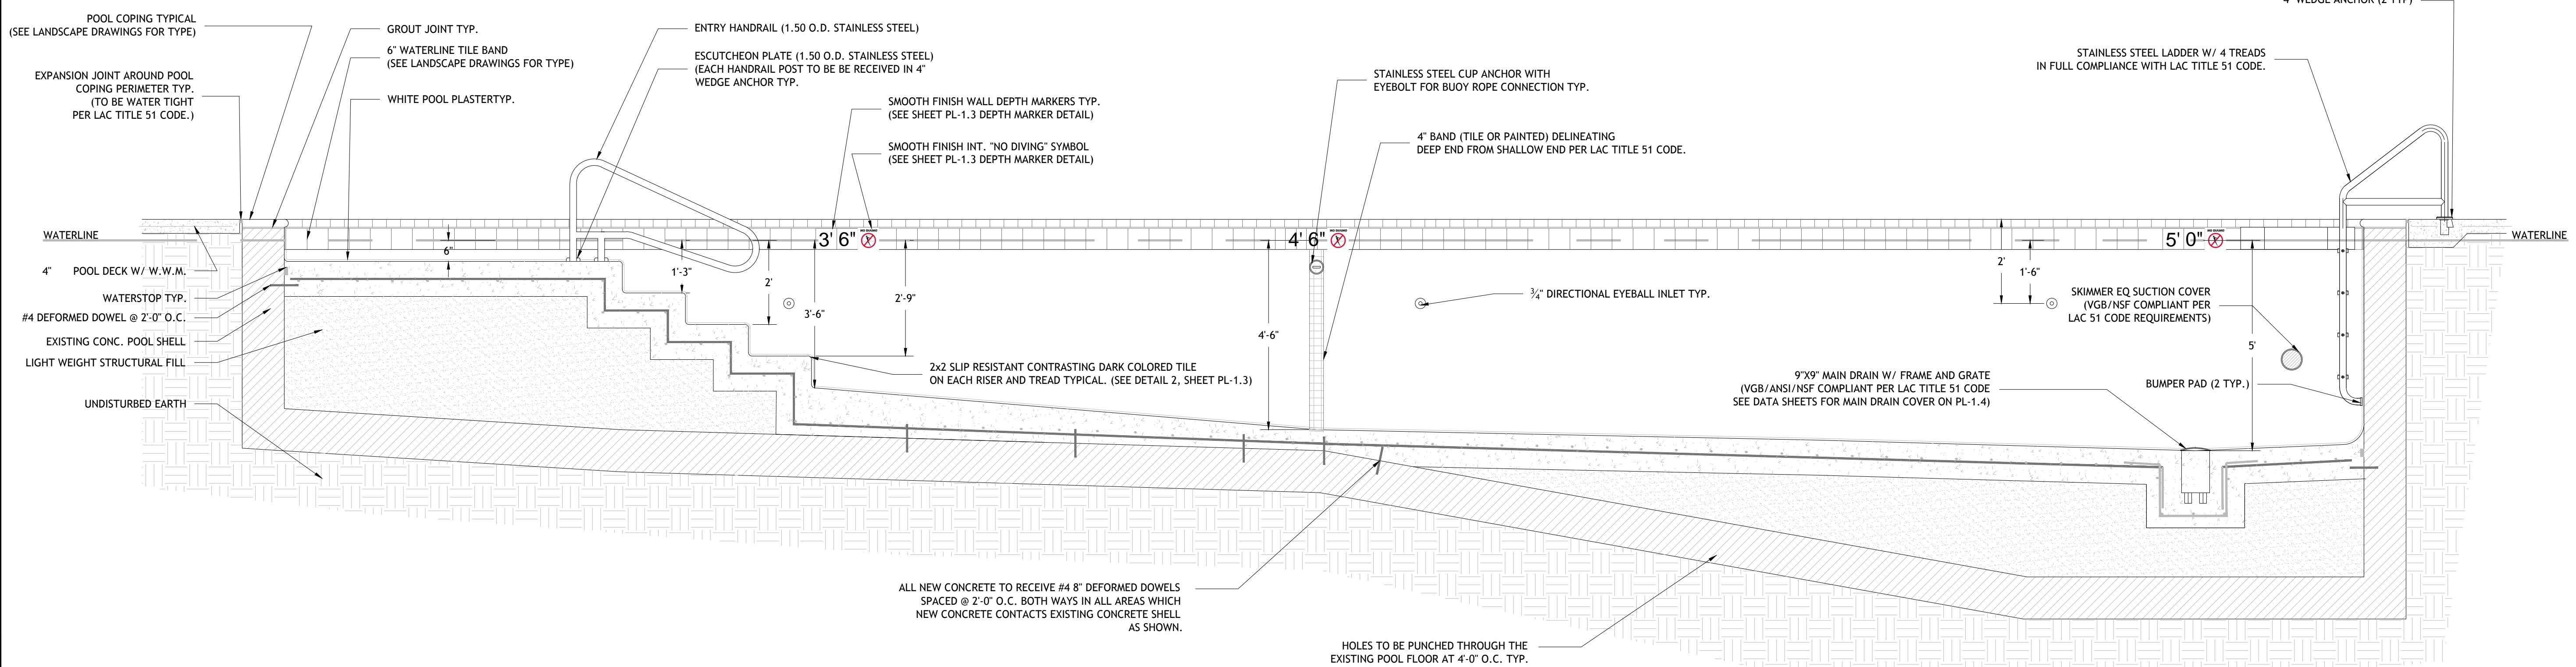 POOL COPING TYPICAL
(SEE LANDSCAPE DRAWINGS FOR TYPE)
GROUT JOINT TYP.
6" WATERLINE TILE BAND
(SEE LANDSCAPE DRAWINGS FOR TYPE)
EXPANSION JOINT AROUND POOL
COPING PERIMETER TYP.
(TO BE WATER TIGHT
PER LAC TITLE 51 CODE.)
WHITE POOL PLASTERTYP.
ENTRY HANDRAIL (1.50 O.D. STAINLESS STEEL)
ESCUTCHEON PLATE (1.50 O.D. STAINLESS STEEL)
(EACH HANDRAIL POST TO BE BE RECEIVED IN 4"
WEDGE ANCHOR TYP.
SMOOTH FINISH WALL DEPTH MARKERS TYP.
(SEE SHEET PL-1.3 DEPTH MARKER DETAIL)
SMOOTH FINISH INT. "NO DIVING" SYMBOL
(SEE SHEET PL-1.3 DEPTH MARKER DETAIL)
STAINLESS STEEL CUP ANCHOR WITH
EYEBOLT FOR BUOY ROPE CONNECTION TYP.
4" BAND (TILE OR PAINTED) DELINEATING
DEEP END FROM SHALLOW END PER LAC TITLE 51 CODE.
4" WEDGE ANCHOR (2 TYP)
STAINLESS STEEL LADDER W/ 4 TREADS
IN FULL COMPLIANCE WITH LAC TITLE 51 CODE.
WATERLINE
3' 6"
4' 6"
5' 0"
WATERLINE
6"
1'-3"
2'
3'-6"
2'-9"
4'-6"
2'
1'-6"
5'
4" POOL DECK W/ W.W.M.
WATERSTOP TYP.
#4 DEFORMED DOWEL @ 2'-0" O.C.
EXISTING CONC. POOL SHELL
LIGHT WEIGHT STRUCTURAL FILL
UNDISTURBED EARTH
3/4" DIRECTIONAL EYEBALL INLET TYP.
SKIMMER EQ SUCTION COVER
(VGB/NSF COMPLIANT PER
LAC 51 CODE REQUIREMENTS)
2x2 SLIP RESISTANT CONTRASTING DARK COLORED TILE
ON EACH RISER AND TREAD TYPICAL. (SEE DETAIL 2, SHEET PL-1.3)
9"X9" MAIN DRAIN W/ FRAME AND GRATE
(VGB/ANSI/NSF COMPLIANT PER LAC TITLE 51 CODE
SEE DATA SHEETS FOR MAIN DRAIN COVER ON PL-1.4)
BUMPER PAD (2 TYP.)
ALL NEW CONCRETE TO RECEIVE #4 8" DEFORMED DOWELS
SPACED @ 2'-0" O.C. BOTH WAYS IN ALL AREAS WHICH
NEW CONCRETE CONTACTS EXISTING CONCRETE SHELL
AS SHOWN.
HOLES TO BE PUNCHED THROUGH THE
EXISTING POOL FLOOR AT 4'-0" O.C. TYP.